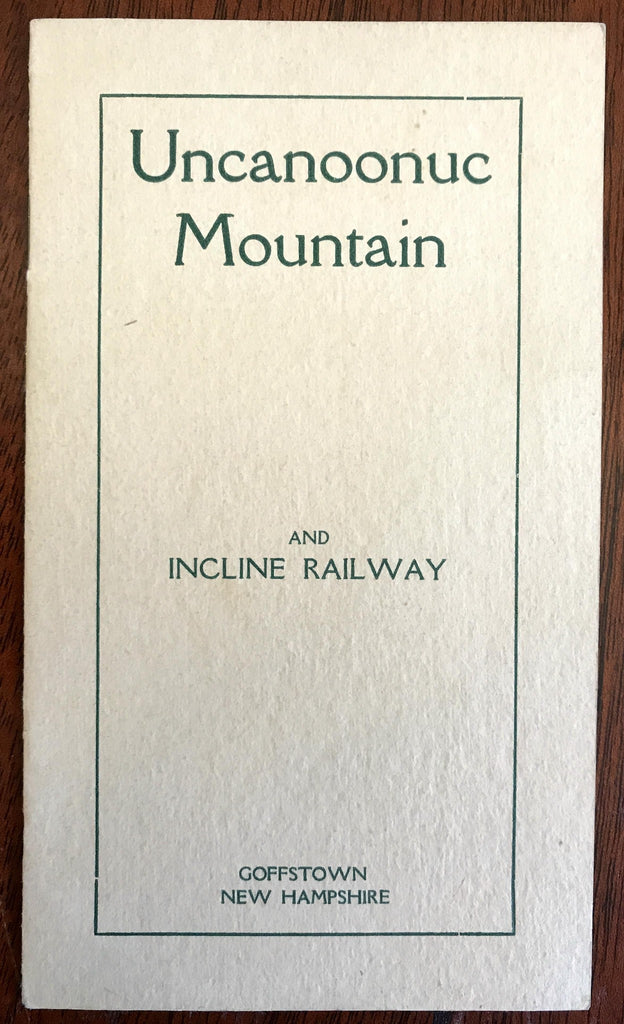 Uncanoonuc
Mountain
AND
INCLINE RAILWAY
GOFFSTOWN
NEW HAMPSHIRE